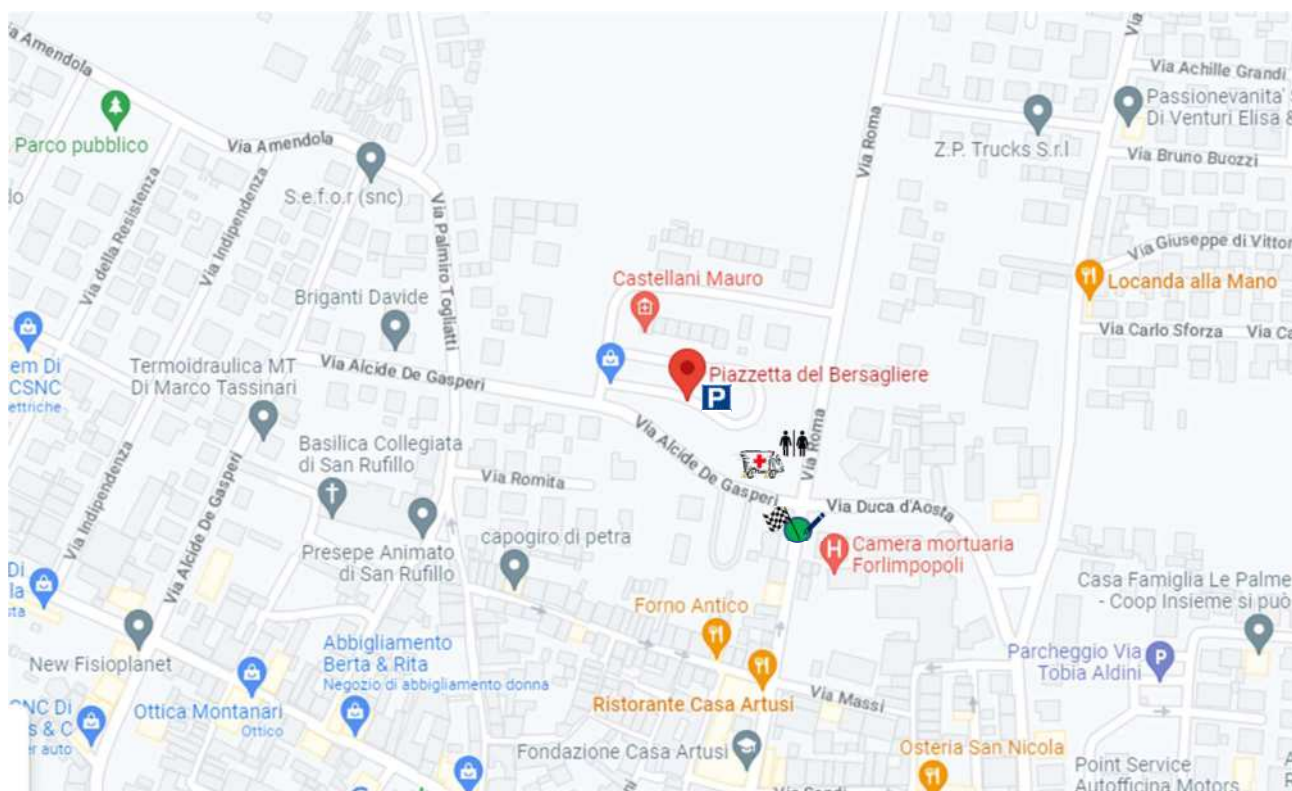 Via Amendola
Via Achille Grandi
Passionevanita'
Di Venturi Elisa &
Parco pubblico
Via Amendola
Via Roma
Z.P. Trucks S.r.l
Via Bruno Buozzi
S.e.f.o.r (snc)
Via della Resistenza
Via Indipendenza
Via Palmiro Togliatti
Via Giuseppe di Vittor
Castellani Mauro
Locanda alla Mano
Briganti Davide
Via Carlo Sforza
Via Ca
em Di
CSNC
ettriche
Termoidraulica MT
Di Marco Tassinari
Via Alcide De Gasperi
Piazzetta del Bersagliere
P
Via Alcide De Gasperi
Via Roma
Basilica Collegiata
di San Rufillo
Via Romita
Via Duca d'Aosta
Via Indipendenza
Via Alcide De Gasperi
Presepe Animato
di San Rufillo
capogiro di petra
H
Camera mortuaria
Forlimpopoli
Casa Famiglia Le Palme
- Coop Insieme si può
Forno Antico
New Fisioplanet
Abbigliamento
Berta & Rita
Negozio di abbigliamento donna
Parcheggio Via
Tobia Aldini
P
Ottica Montanari
Ottico
Ristorante Casa Artusi
Via Massi
CNC Di
s & C
er auto
Fondazione Casa Artusi
Osteria San Nicola
Point Service
Autofficina Motors